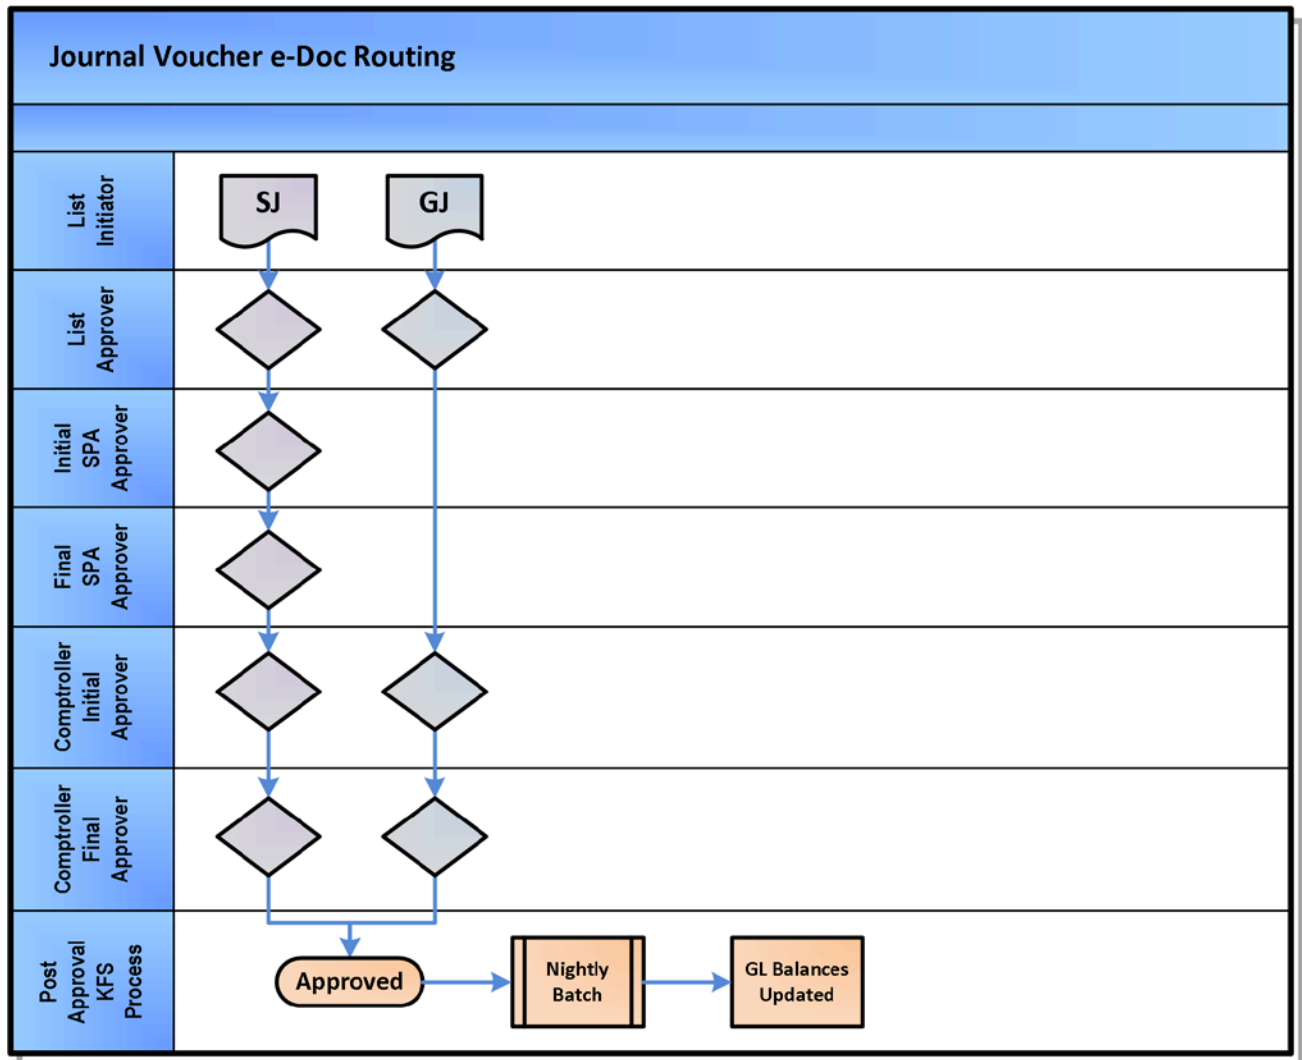 Journal Voucher e-Doc Routing
List
Initiator
SJ
GJ
List
Approver
Initial
SPA
Approver
Final
SPA
Approver
Comptroller
Initial
Approver
Comptroller
Final
Approver
Post
Approval
KFS
Process
Approved
Nightly
Batch
GL Balances
Updated